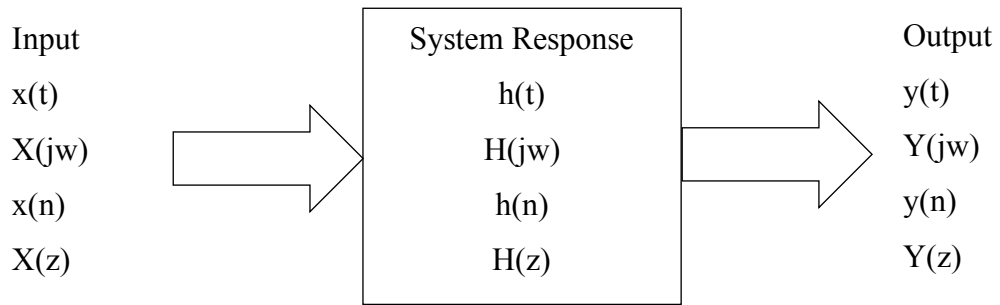 Input
x(t)
X(jw)
x(n)
X(z)
System Response
h(t)
H(jw)
h(n)
H(z)
Output
y(t)
Y(jw)
y(n)
Y(z)